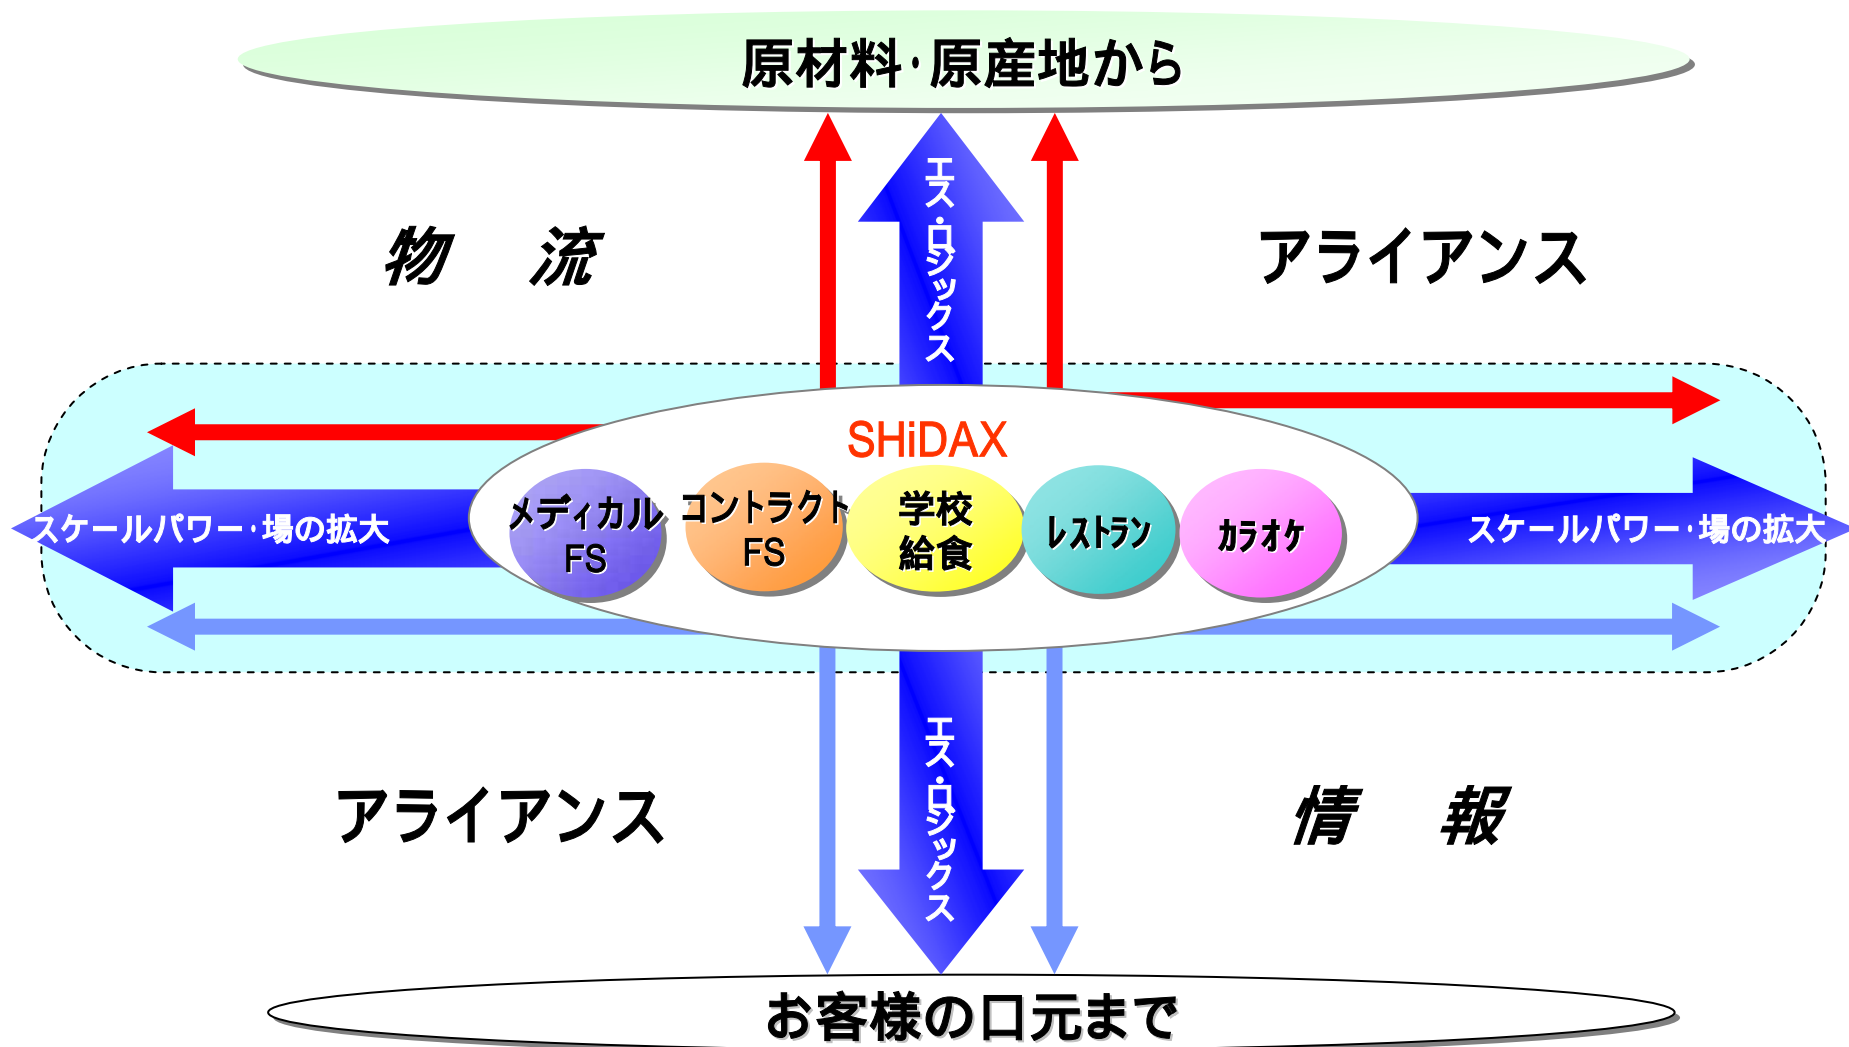 原材料・原産地から
エス・ロジックス
物　流
アライアンス
SHiDAX
メディカル
FS
コントラクト
FS
学校
給食
レストラン
カラオケ
スケールパワー・場の拡大
スケールパワー・場の拡大
エス・ロジックス
アライアンス
情　報
お客様の口元まで